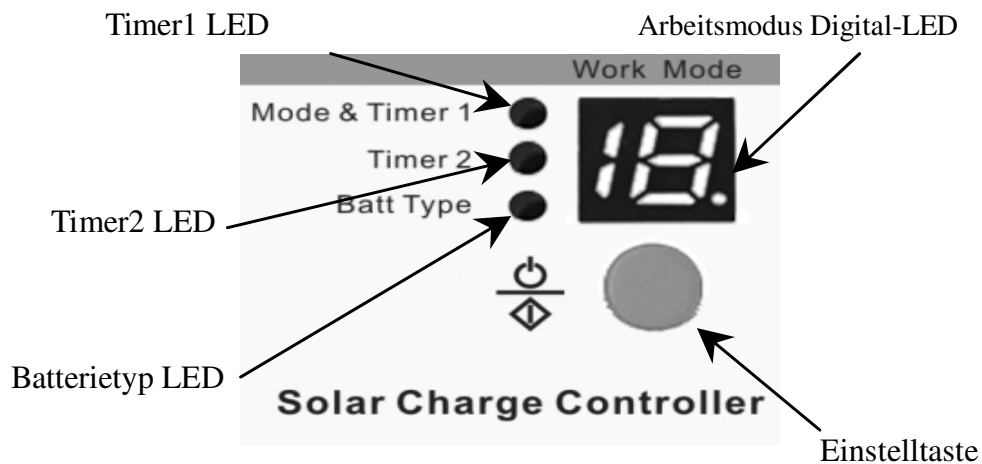 Timer1 LED
Arbeitsmodus Digital-LED
Work Mode
Mode & Timer 1
18.
Timer 2
Batt Type
Timer2 LED
Batterietyp LED
Solar Charge Controller
Einstelltaste